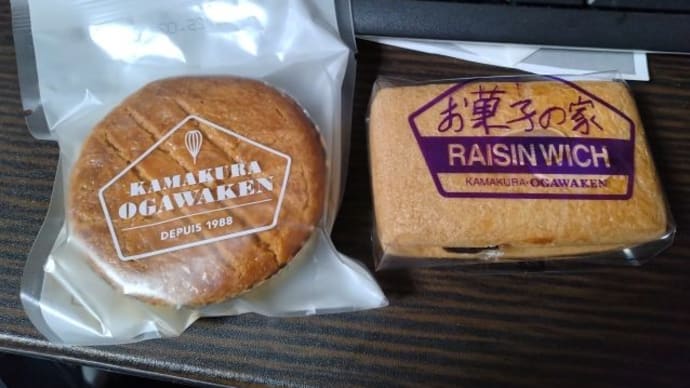 KAMAKURA
OGAWAKEN
DEPUIS 1988
お菓子の家
RAISIN WICH
KAMAKURA・OGAWAKEN